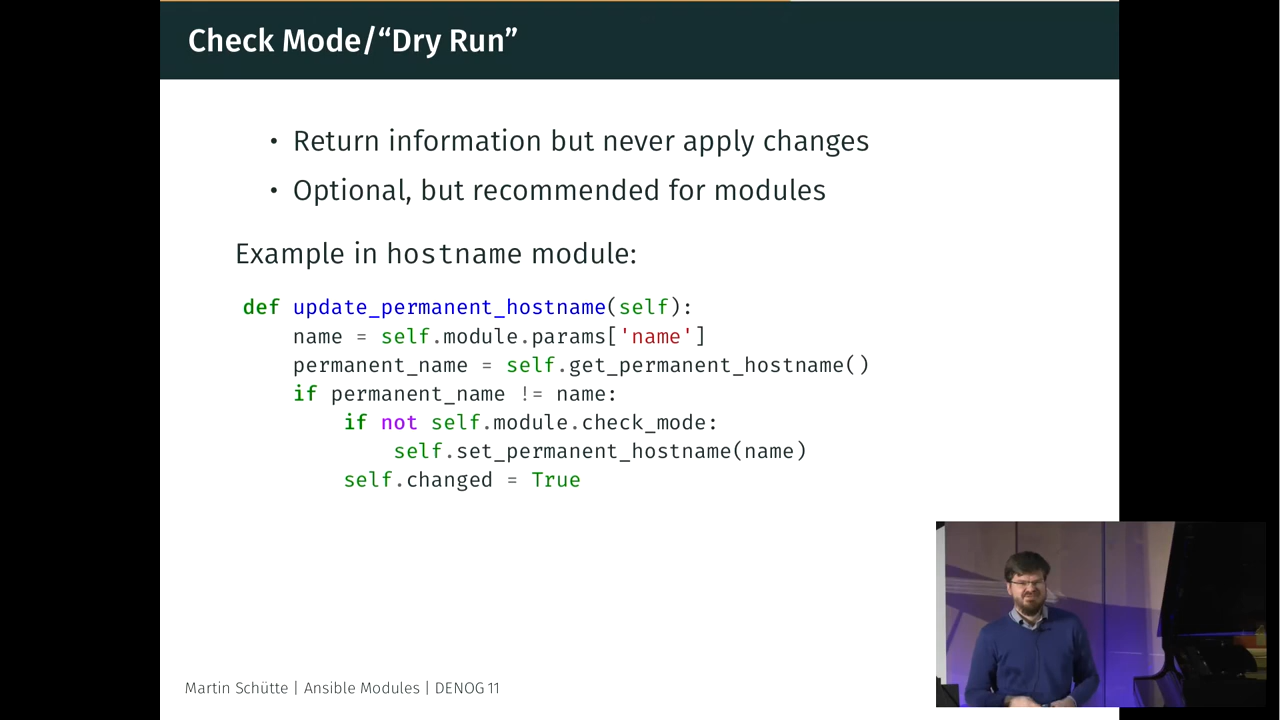 Check Mode/“Dry Run”
• Return information but never apply changes
• Optional, but recommended for modules
Example in hostname module:
def update_permanent_hostname(self):
    name = self.module.params['name']
    permanent_name = self.get_permanent_hostname()
    if permanent_name != name:
        if not self.module.check_mode:
            self.set_permanent_hostname(name)
        self.changed = True
Martin Schütte | Ansible Modules | DENOG 11